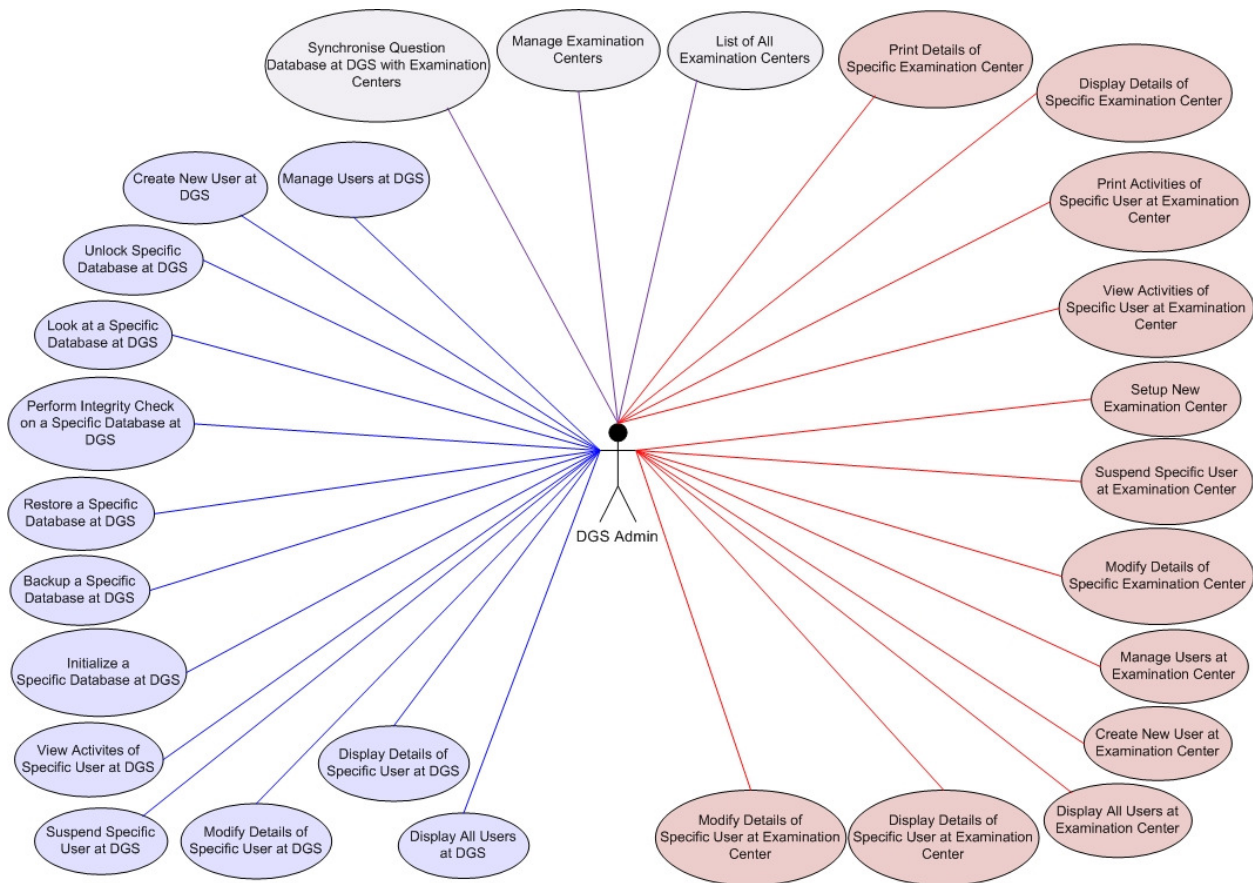 Synchronise Question
Database at DGS with Examination
Centers
Manage Examination
Centers
List of All
Examination Centers
Print Details of
Specific Examination Center
Display Details of
Specific Examination Center
Create New User at
DGS
Manage Users at DGS
Print Activities of
Specific User at Examination
Center
Unlock Specific
Database at DGS
View Activities of
Specific User at Examination
Center
Look at a Specific
Database at DGS
Setup New
Examination Center
Perform Integrity Check
on a Specific Database at
DGS
Suspend Specific User
at Examination Center
Restore a Specific
Database at DGS
DGS Admin
Backup a Specific
Database at DGS
Modify Details of
Specific Examination Center
Initialize a
Specific Database at DGS
Manage Users at
Examination Center
View Activites of
Specific User at DGS
Display Details of
Specific User at DGS
Create New User at
Examination Center
Suspend Specific
User at DGS
Modify Details of
Specific User at DGS
Display All Users
at DGS
Modify Details of
Specific User at Examination
Center
Display Details of
Specific User at Examination
Center
Display All Users at
Examination Center